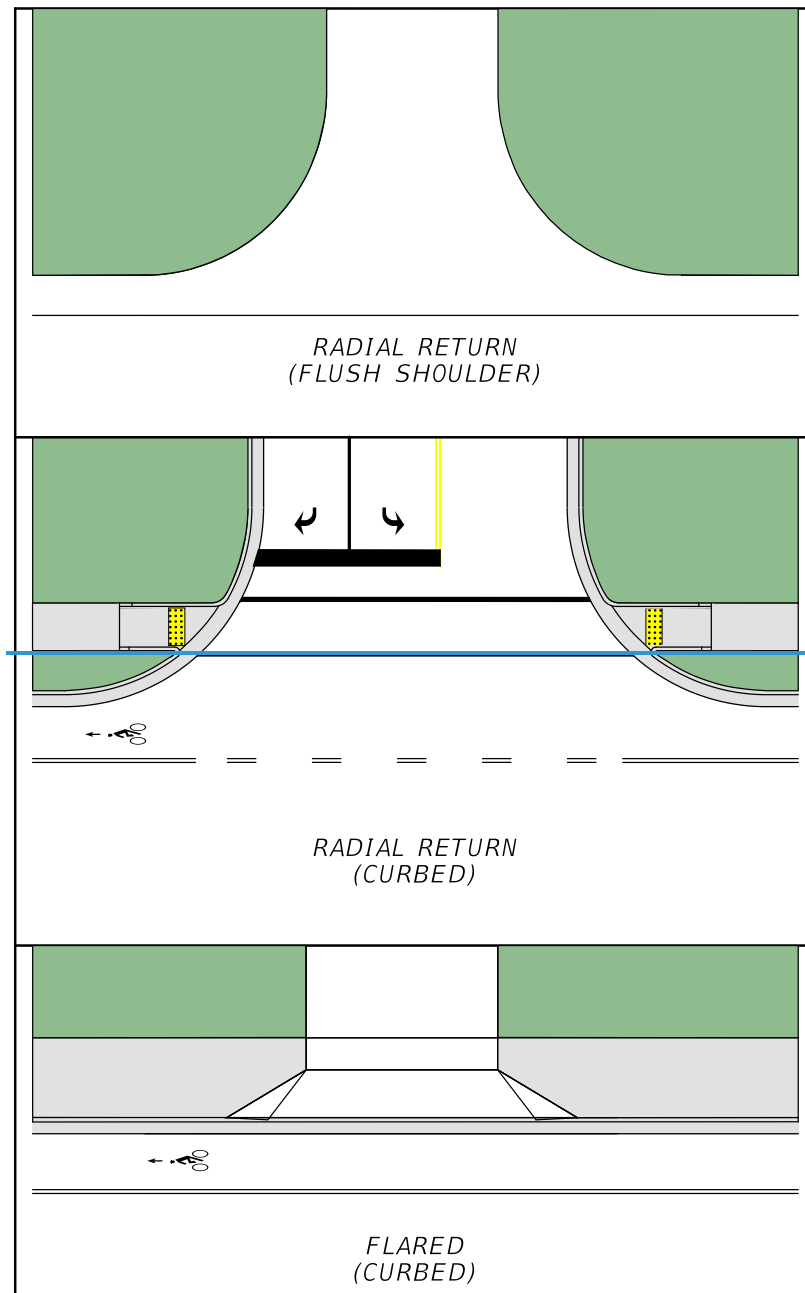 RADIAL RETURN
(FLUSH SHOULDER)
RADIAL RETURN
(CURBED)
FLARED
(CURBED)